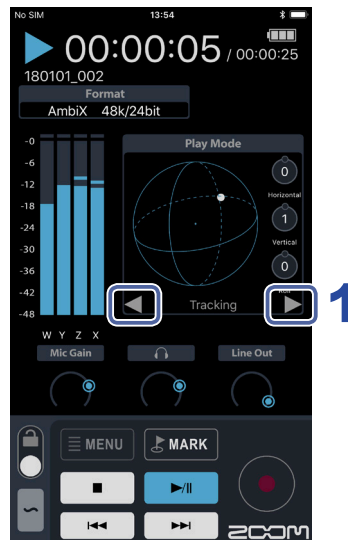 No SIM 13:54
00:00:05 / 00:00:25
180101_002
Format
AmbiX 48k/24bit
Play Mode
-0
-6
-12
-18
-24
-30
-36
-42
-48
W Y Z X
0
Horizontal
1
Vertical
0
Roll
Tracking
1
Mic Gain
Line Out
MENU
MARK
ZOOM